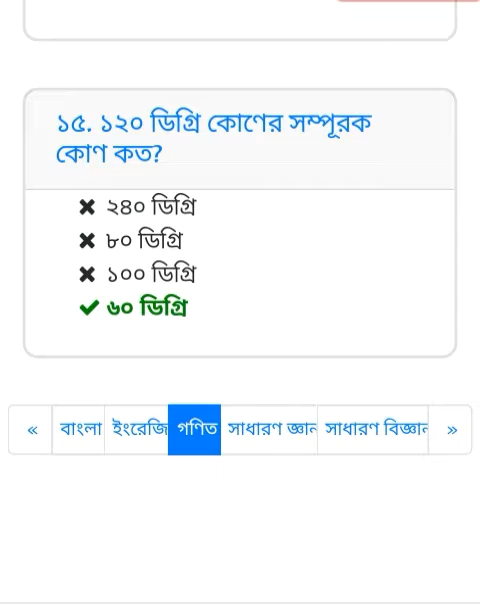 ১৫. ১২০ ডিগ্রি কোণের সম্পূরক
কোণ কত?
✖ ২৪০ ডিগ্রি
✖ ৮০ ডিগ্রি
✖ ১০০ ডিগ্রি
✔ ৬০ ডিগ্রি
« বাংলা ইংরেজি গণিত সাধারণ জ্ঞান সাধারণ বিজ্ঞান »